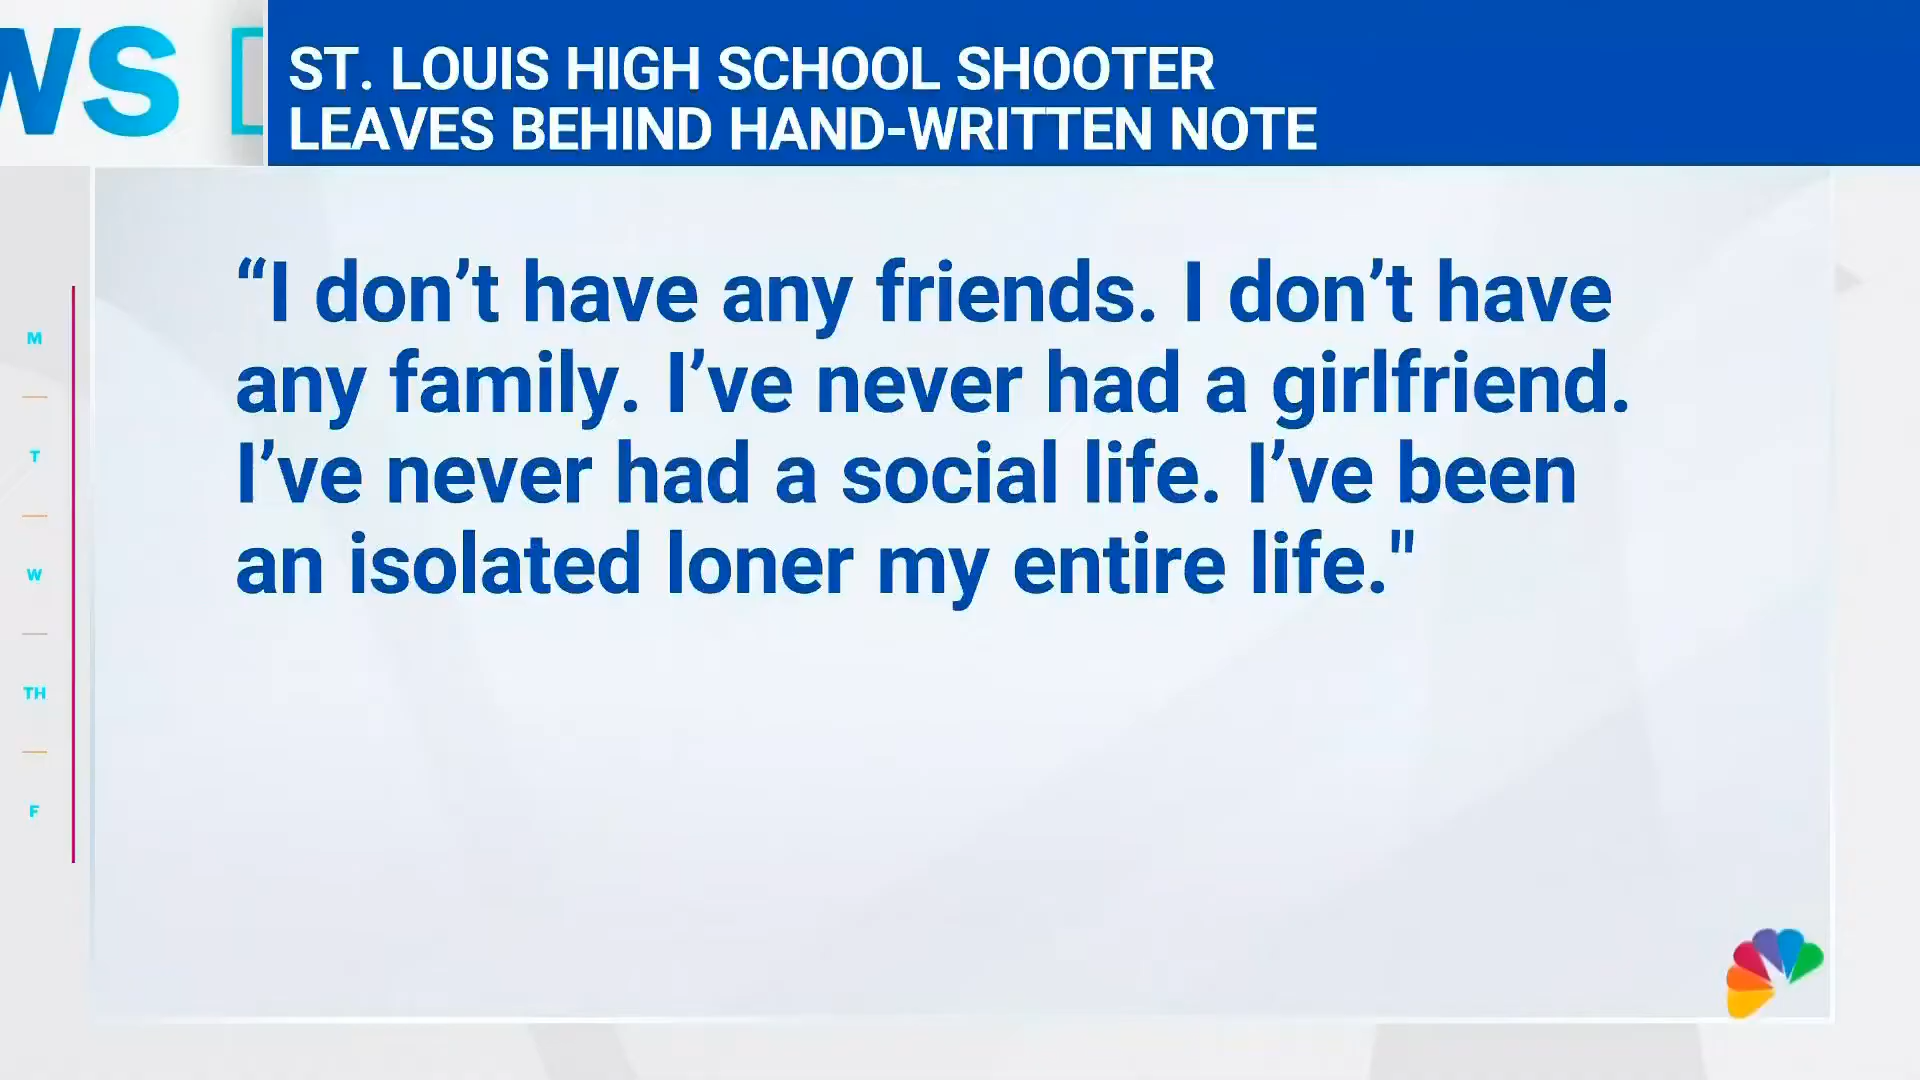 WS
ST. LOUIS HIGH SCHOOL SHOOTER
LEAVES BEHIND HAND-WRITTEN NOTE
“I don’t have any friends. I don’t have
any family. I’ve never had a girlfriend.
I’ve never had a social life. I’ve been
an isolated loner my entire life."
M
T
W
TH
F